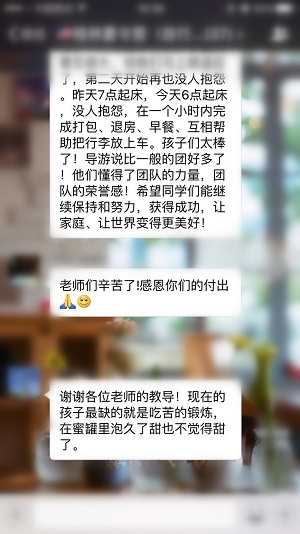 了，第二天开始再也没人抱怨
。昨天7点起床，今天6点起床
，没人抱怨，在一个小时内完
成打包、退房、早餐、互相帮
助把行李放上车。孩子们太棒
了！导游说比一般的团好多了
！他们懂得了团队的力量，团
队的荣誉感！希望同学们能继
续保持和努力，获得成功，让
家庭、让世界变得更美好！
老师们辛苦了!感恩你们的付出
🙏😊
谢谢各位老师的教导！现在的
孩子最缺的就是吃苦的锻炼，
在蜜罐里泡久了甜也不觉得甜
了。